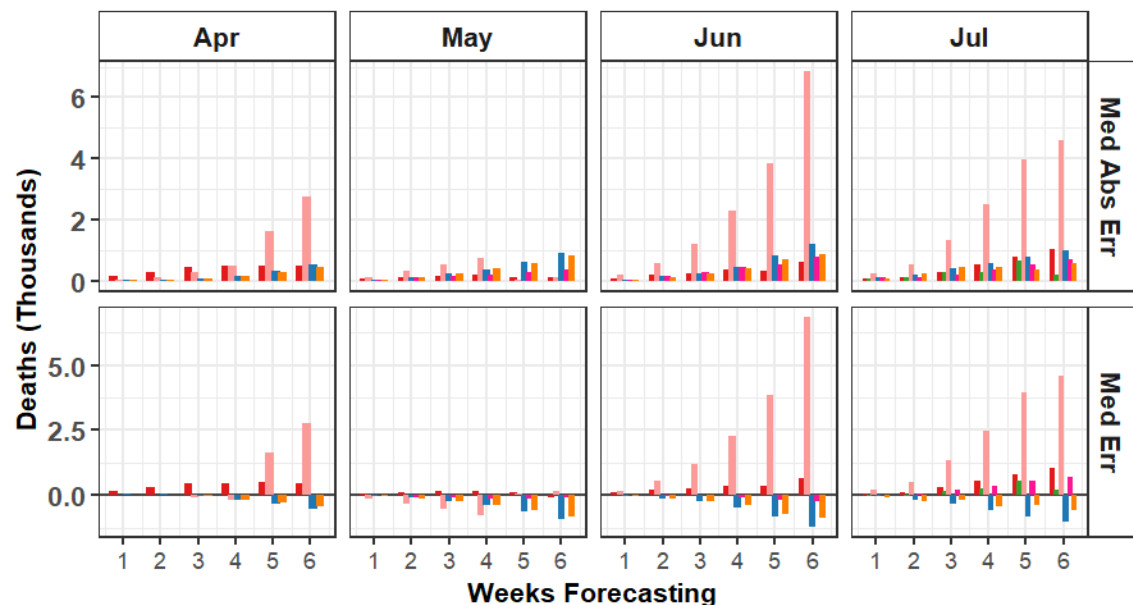 Apr May Jun Jul
Deaths (Thousands)
6
4
2
0
Med Abs Err
5.0
2.5
0.0
Med Err
1 2 3 4 5 6 1 2 3 4 5 6 1 2 3 4 5 6 1 2 3 4 5 6
Weeks Forecasting